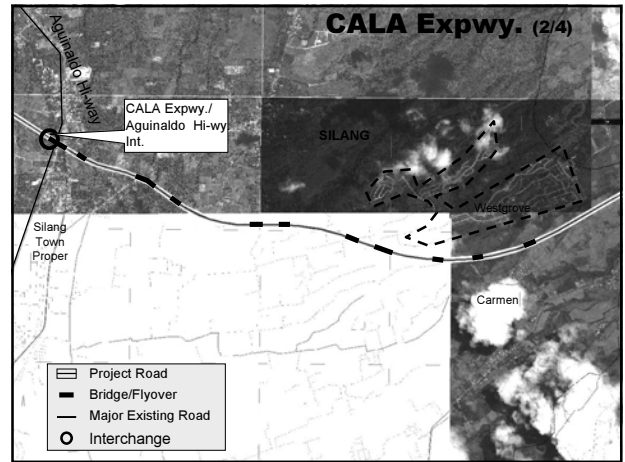 CALA Expwy. (2/4)
Aguinaldo Hi-way
CALA Expwy./
Aguinaldo Hi-wy
Int.
SILANG
Westgrove
Silang
Town
Proper
Carmen
Project Road
Bridge/Flyover
Major Existing Road
Interchange